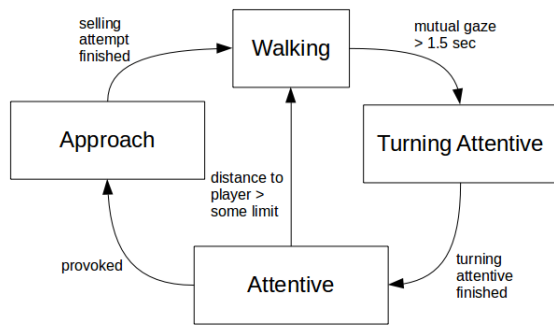 selling
attempt
finished
Walking
mutual gaze
> 1.5 sec
Approach
Turning Attentive
distance to
player >
some limit
provoked
Attentive
turning
attentive
finished